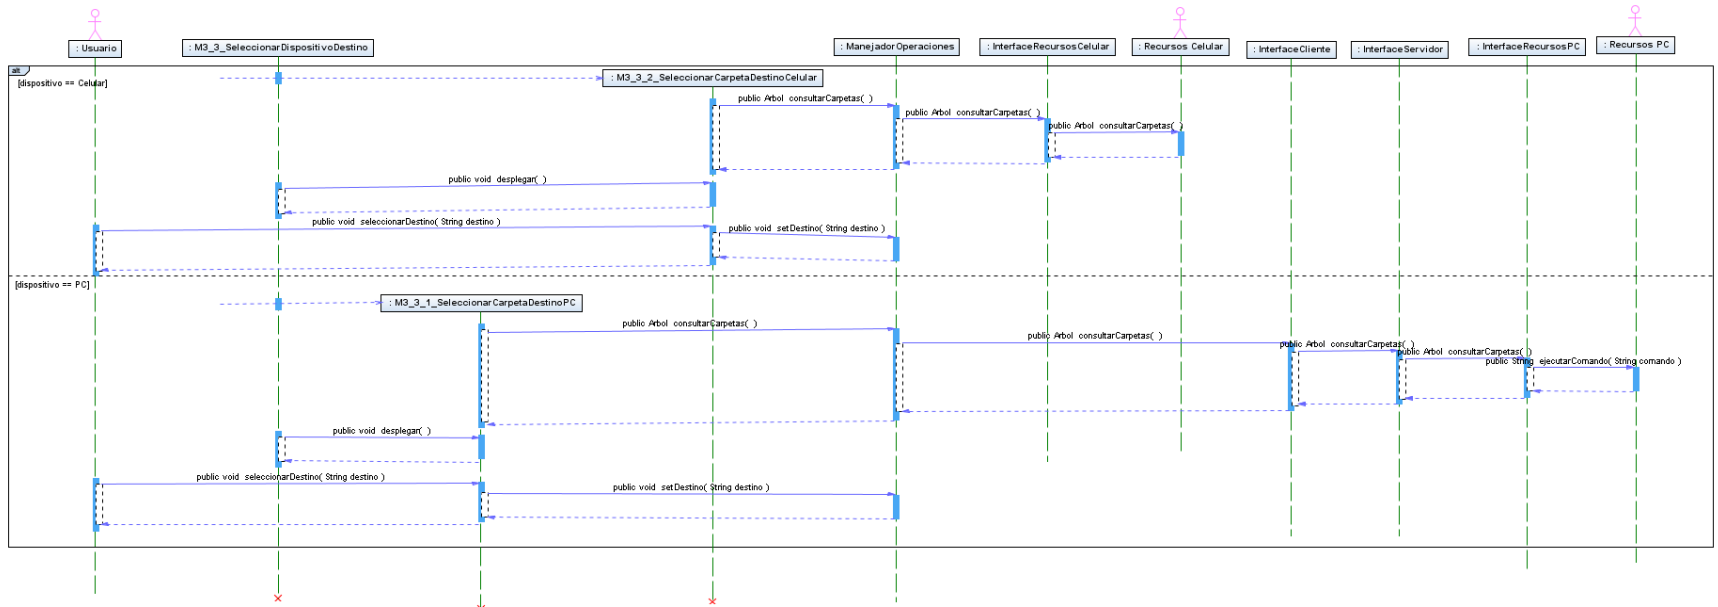 : Usuario
: M3_3_SeleccionarDispositivoDestino
: ManejadorOperaciones
: InterfaceRecursosCelular
: Recursos Celular
: InterfaceCliente
: InterfaceServidor
: InterfaceRecursosPC
: Recursos PC
alt
[dispositivo == Celular]
: M3_3_2_SeleccionarCarpetaDestinoCelular
public Arbol consultarCarpetas( )
public Arbol consultarCarpetas( )
public Arbol consultarCarpetas( )
public void desplegar( )
public void seleccionarDestino( String destino )
public void setDestino( String destino )
[dispositivo == PC]
: M3_3_1_SeleccionarCarpetaDestinoPC
public Arbol consultarCarpetas( )
public Arbol consultarCarpetas( )
public Arbol consultarCarpetas( )
public Arbol consultarCarpetas( )
public String ejecutarComando( String comando )
public void desplegar( )
public void seleccionarDestino( String destino )
public void setDestino( String destino )